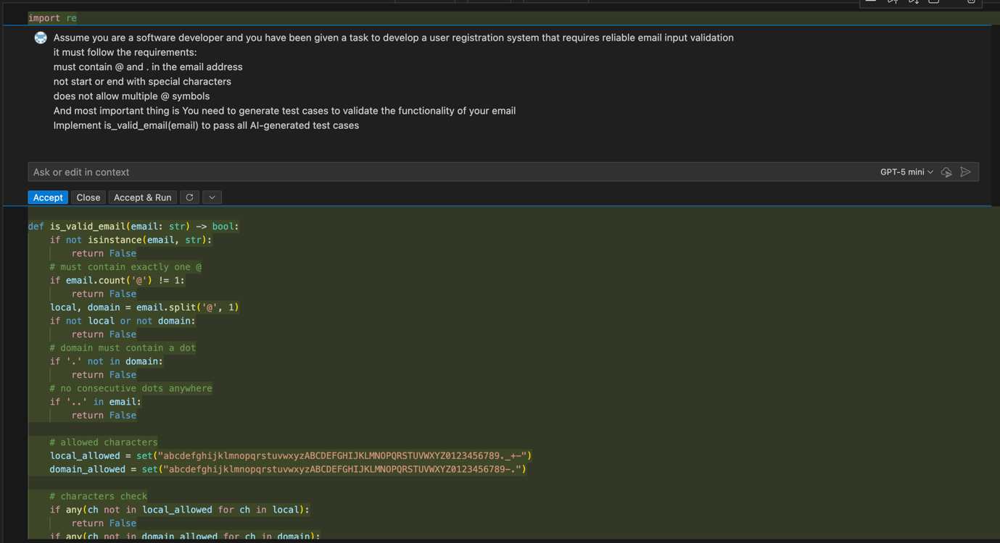 import re
Assume you are a software developer and you have been given a task to develop a user registration system that requires reliable email input validation
it must follow the requirements:
must contain @ and . in the email address
not start or end with special characters
does not allow multiple @ symbols
And most important thing is You need to generate test cases to validate the functionality of your email
Implement is_valid_email(email) to pass all AI-generated test cases
Ask or edit in context
GPT-5 mini
Accept Close Accept & Run
def is_valid_email(email: str) -> bool:
    if not isinstance(email, str):
        return False
    # must contain exactly one @
    if email.count('@') != 1:
        return False
    local, domain = email.split('@', 1)
    if not local or not domain:
        return False
    # domain must contain a dot
    if '.' not in domain:
        return False
    # no consecutive dots anywhere
    if '..' in email:
        return False
    # allowed characters
    local_allowed = set("abcdefghijklmnopqrstuvwxyzABCDEFGHIJKLMNOPQRSTUVWXYZ0123456789._+-")
    domain_allowed = set("abcdefghijklmnopqrstuvwxyzABCDEFGHIJKLMNOPQRSTUVWXYZ0123456789-.")
    # characters check
    if any(ch not in local_allowed for ch in local):
        return False
    if any(ch not in domain_allowed for ch in domain):